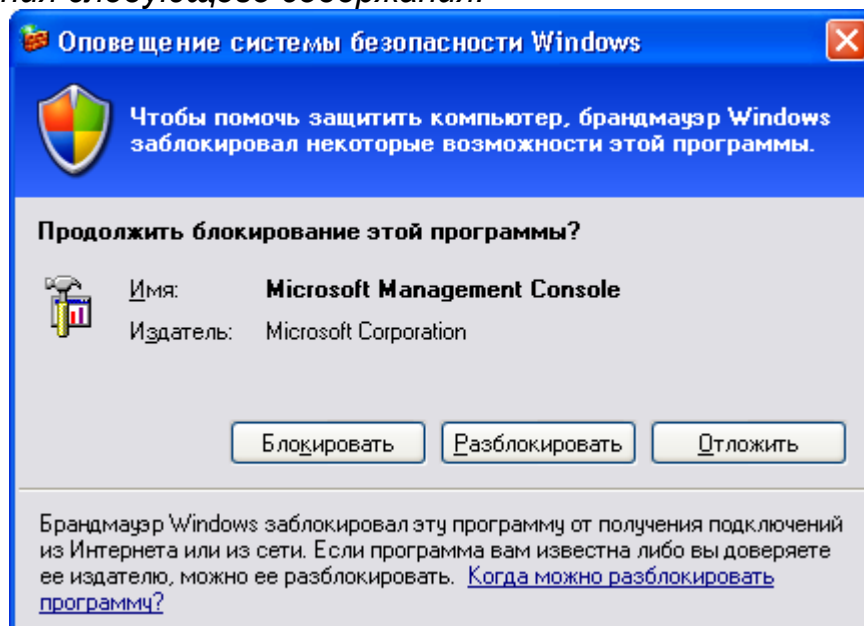 следующего содержания:
Оповещение системы безопасности Windows
Чтобы помочь защитить компьютер, брандмауэр Windows
заблокировал некоторые возможности этой программы.
Продолжить блокирование этой программы?
Имя: Microsoft Management Console
Издатель: Microsoft Corporation
Блокировать Разблокировать Отложить
Брандмауэр Windows заблокировал эту программу от получения подключений
из Интернета или из сети. Если программа вам известна либо вы доверяете
ее издателю, можно ее разблокировать. Когда можно разблокировать
программу?